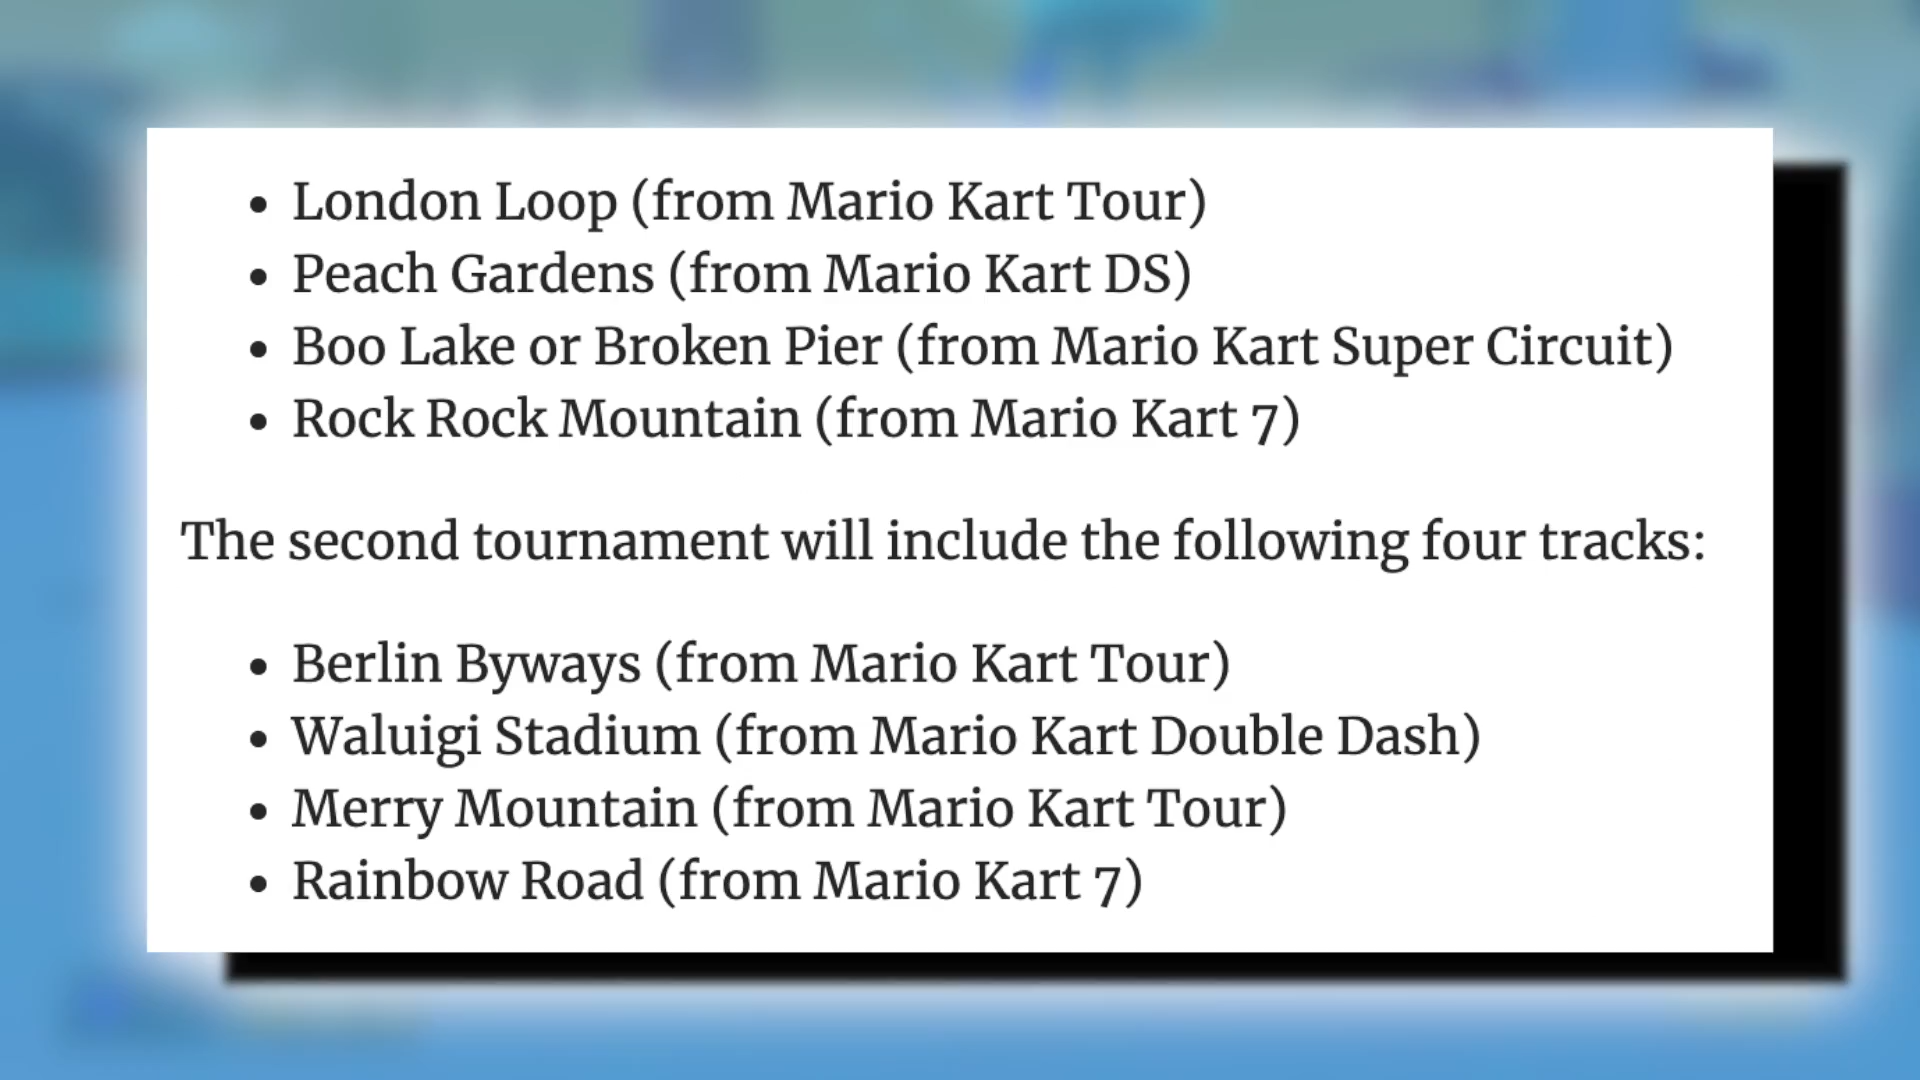 • London Loop (from Mario Kart Tour)
• Peach Gardens (from Mario Kart DS)
• Boo Lake or Broken Pier (from Mario Kart Super Circuit)
• Rock Rock Mountain (from Mario Kart 7)
The second tournament will include the following four tracks:
• Berlin Byways (from Mario Kart Tour)
• Waluigi Stadium (from Mario Kart Double Dash)
• Merry Mountain (from Mario Kart Tour)
• Rainbow Road (from Mario Kart 7)